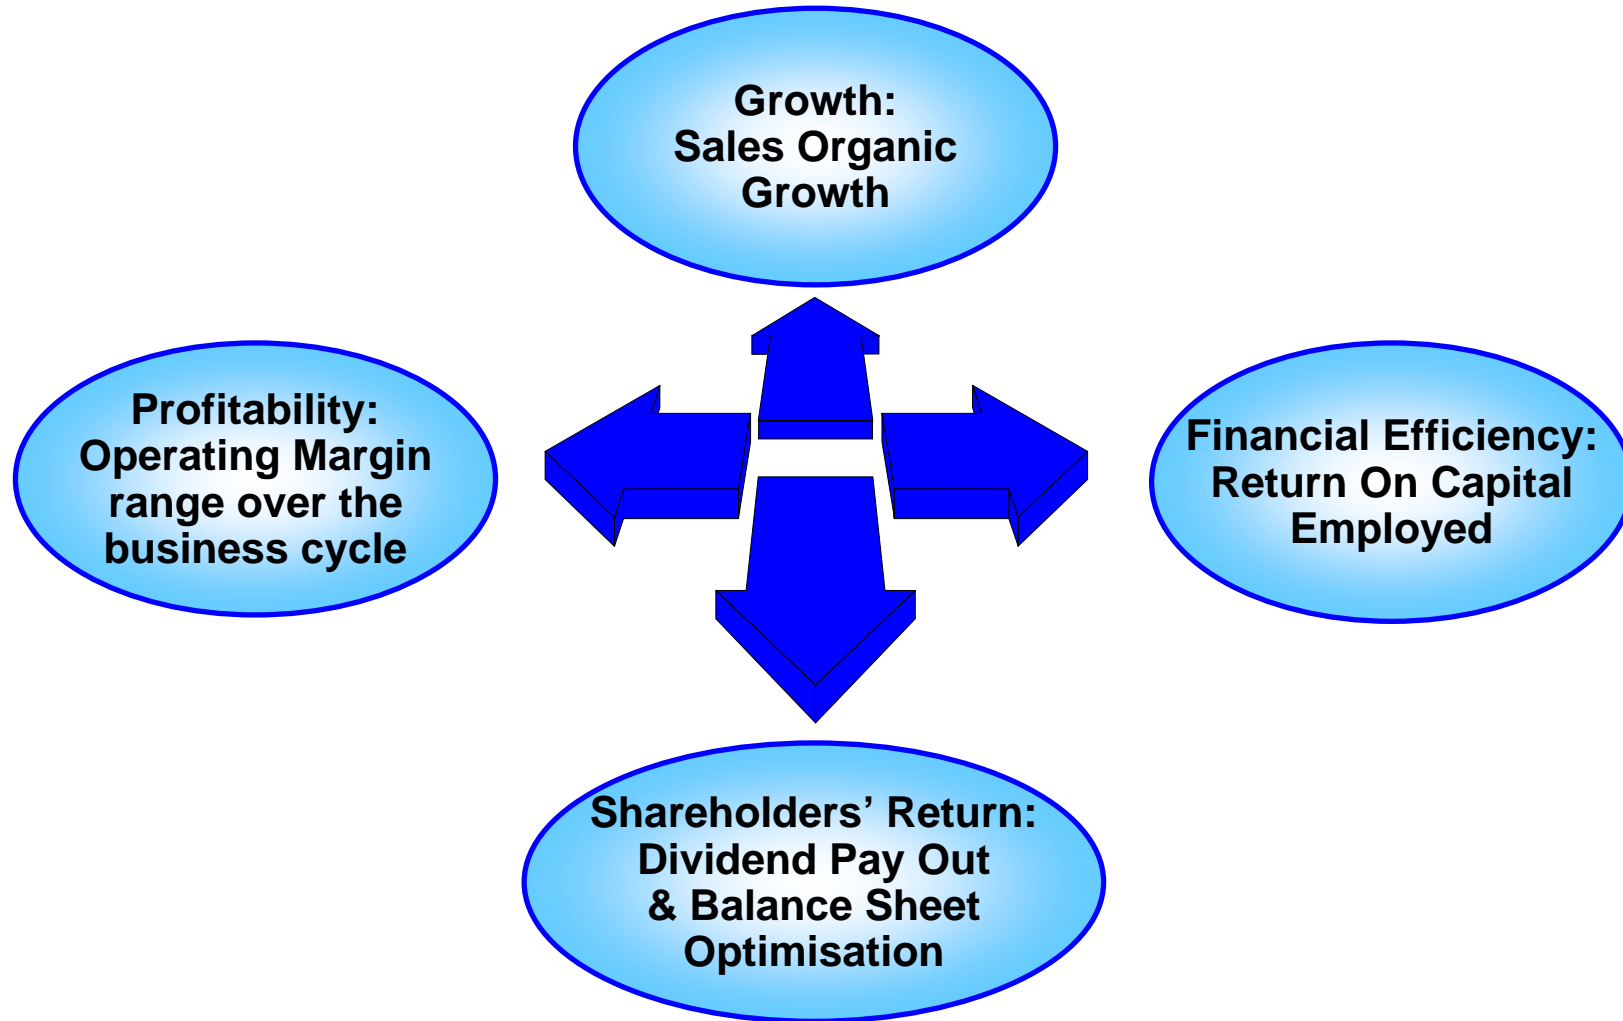 Growth:
Sales Organic
Growth
Profitability:
Operating Margin
range over the
business cycle
Financial Efficiency:
Return On Capital
Employed
Shareholders’ Return:
Dividend Pay Out
& Balance Sheet
Optimisation